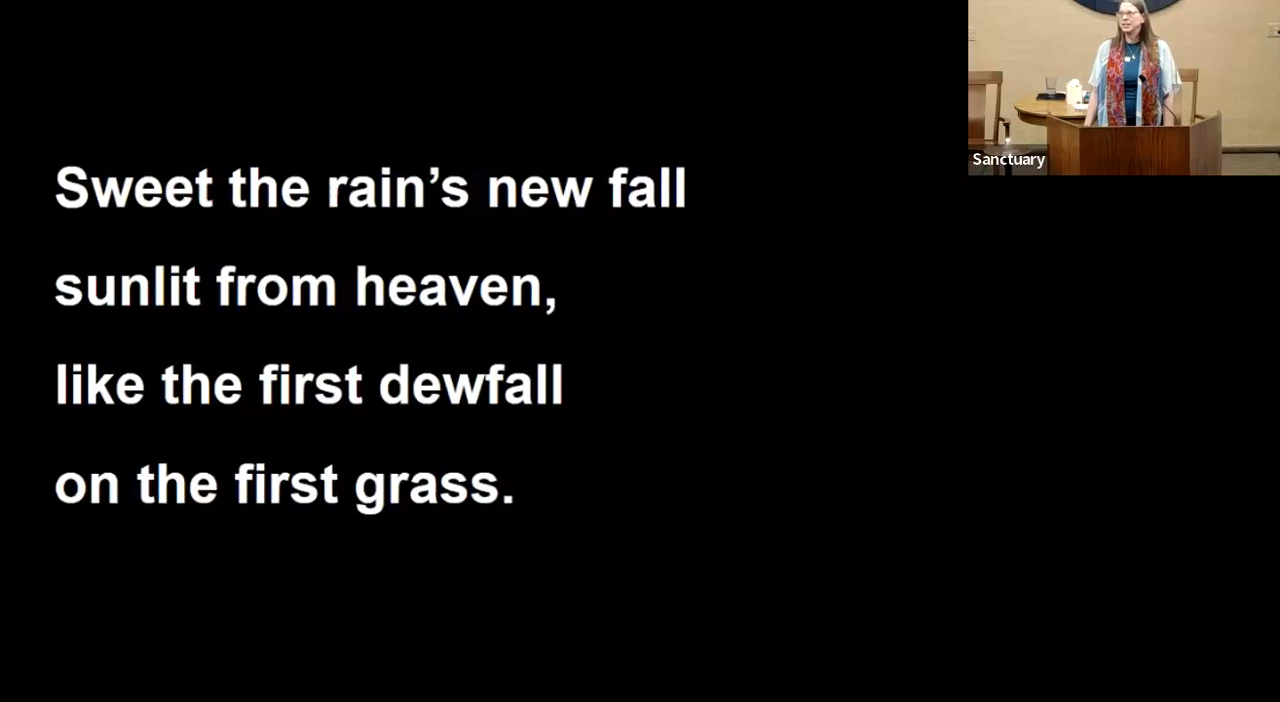 Sweet the rain’s new fall
sunlit from heaven,
like the first dewfall
on the first grass.
Sanctuary